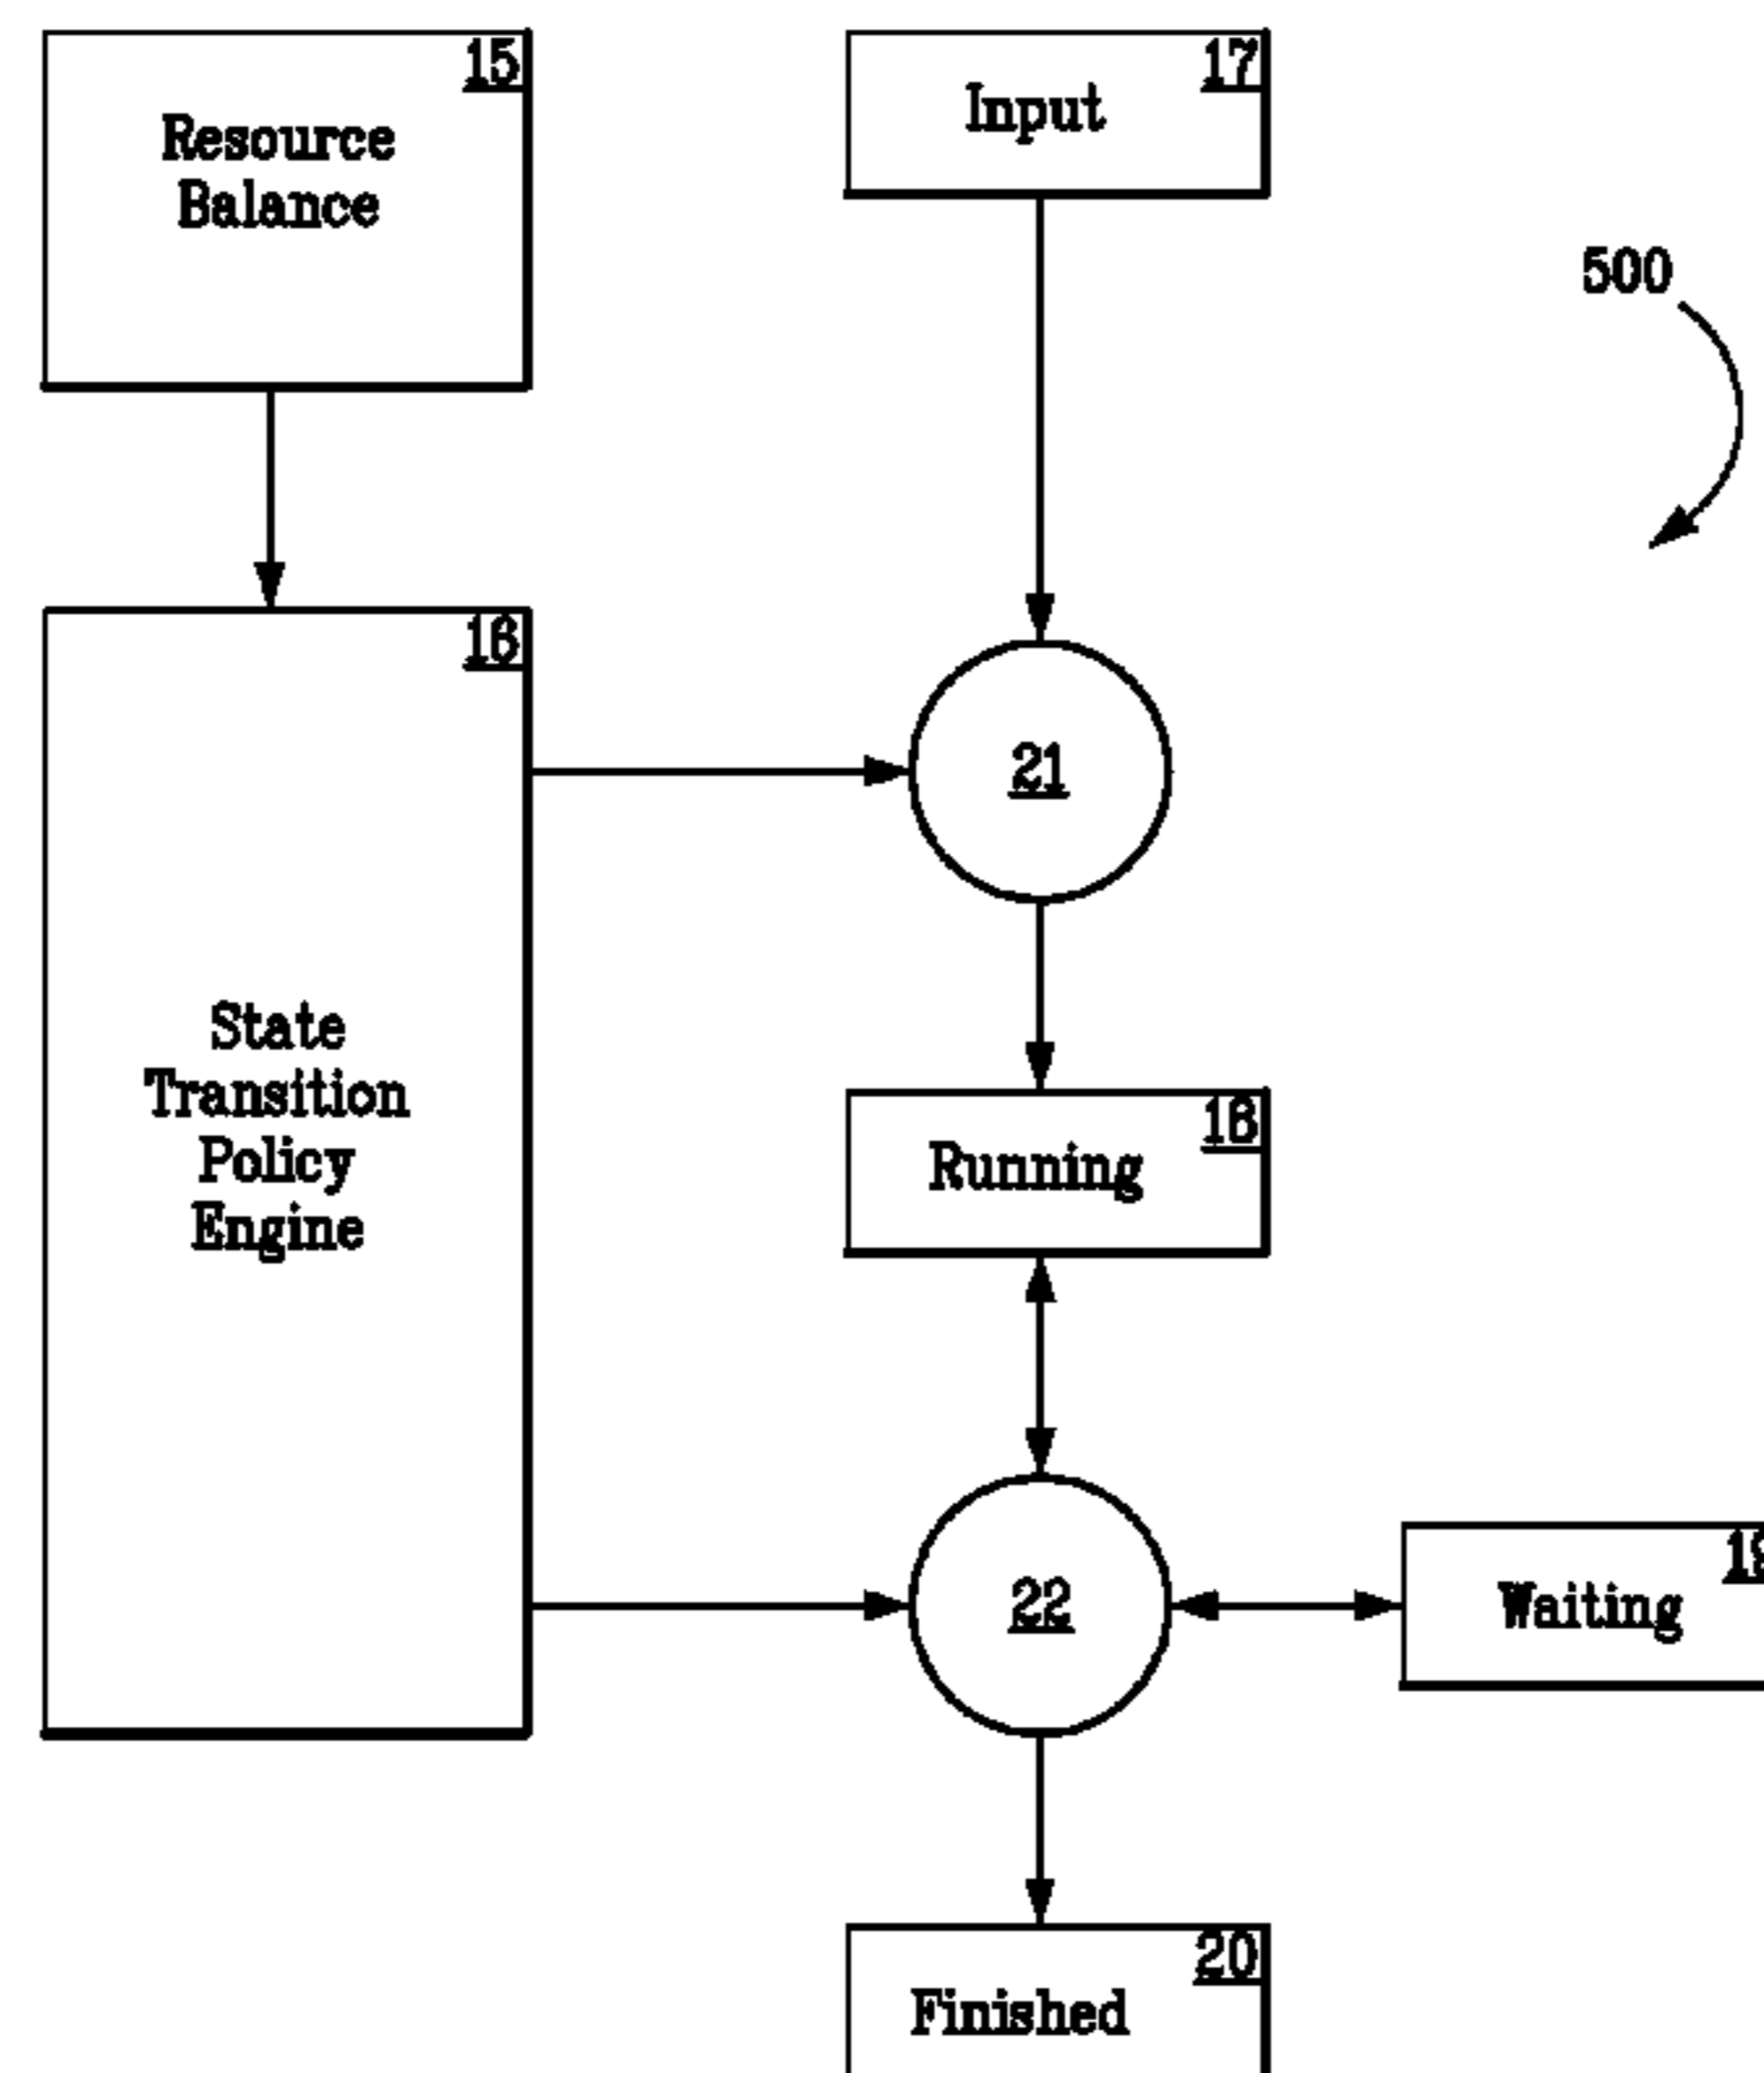 15
Resource
Balance
17
Input
500
16
State
Transition
Policy
Engine
21
18
Running
22
Waiting
20
Finished